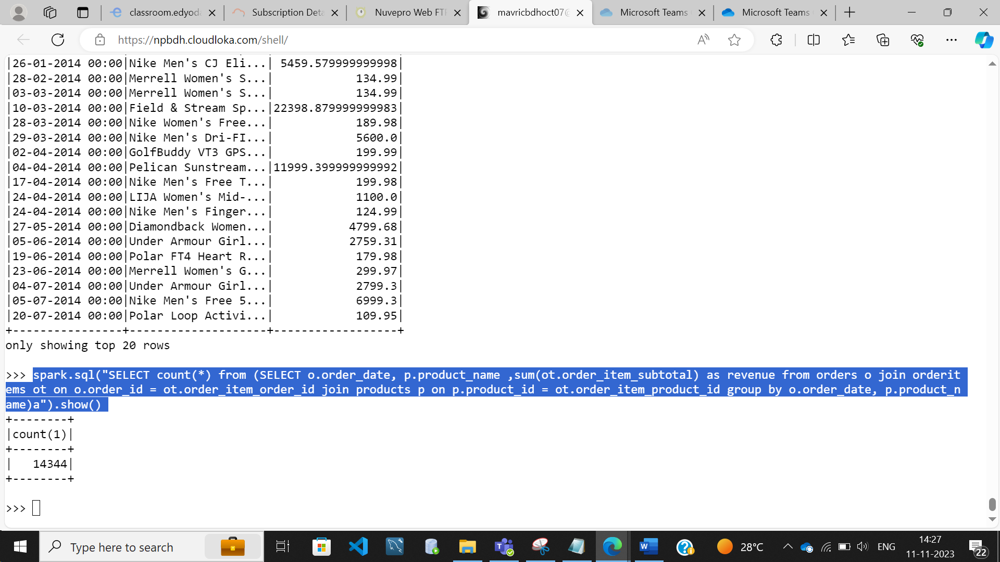 classroom.edyoda
Subscription Deta
Nuvepro Web FTP
mavricbdhoct07@
Microsoft Teams
Microsoft Teams
https://npbdh.cloudloka.com/shell/
|26-01-2014 00:00|Nike Men's CJ Eli...| 5459.579999999998|
|28-02-2014 00:00|Merrell Women's S...|            134.99|
|03-03-2014 00:00|Merrell Women's S...|            134.99|
|10-03-2014 00:00|Field & Stream Sp...|22398.879999999983|
|28-03-2014 00:00|Nike Women's Free...|            189.98|
|29-03-2014 00:00|Nike Men's Dri-FI...|            5600.0|
|02-04-2014 00:00|GolfBuddy VT3 GPS...|            199.99|
|04-04-2014 00:00|Pelican Sunstream...|11999.399999999992|
|17-04-2014 00:00|Nike Men's Free T...|            199.98|
|24-04-2014 00:00|LIJA Women's Mid-...|            1100.0|
|24-04-2014 00:00|Nike Men's Finger...|            124.99|
|27-05-2014 00:00|Diamondback Women...|           4799.68|
|05-06-2014 00:00|Under Armour Girl...|           2759.31|
|19-06-2014 00:00|Polar FT4 Heart R...|            179.98|
|23-06-2014 00:00|Merrell Women's G...|            299.97|
|04-07-2014 00:00|Under Armour Girl...|            2799.3|
|05-07-2014 00:00|Nike Men's Free 5...|            6999.3|
|20-07-2014 00:00|Polar Loop Activi...|            109.95|
+----------------+--------------------+------------------+
only showing top 20 rows
>>> spark.sql("SELECT count(*) from (SELECT o.order_date, p.product_name ,sum(ot.order_item_subtotal) as revenue from orders o join orderit
ems ot on o.order_id = ot.order_item_order_id join products p on p.product_id = ot.order_item_product_id group by o.order_date, p.product_n
ame)a").show()
+--------+
|count(1)|
+--------+
|   14344|
+--------+
>>>
Type here to search
28°C
ENG
14:27
11-11-2023
22